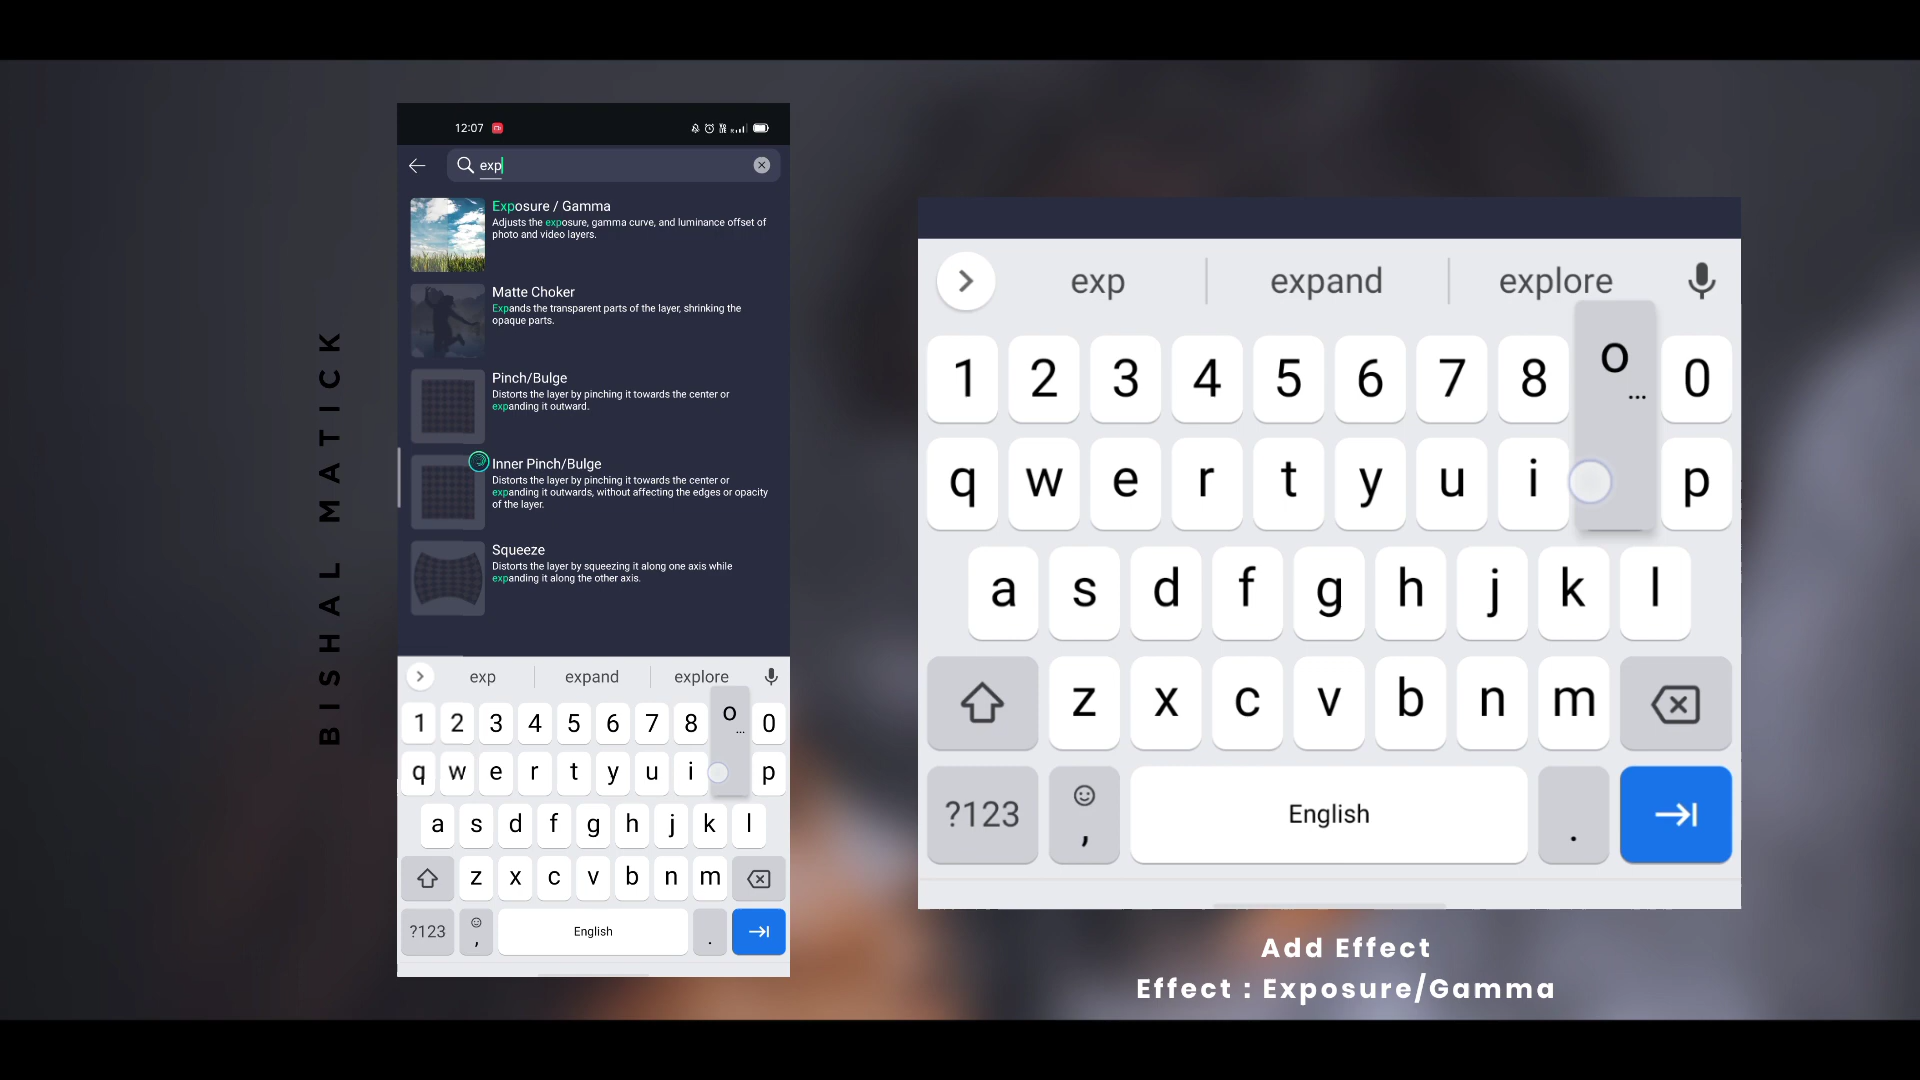 BISHAL MATICK
12:07
exp
Exposure / Gamma
Adjusts the exposure, gamma curve, and luminance offset of
photo and video layers.
Matte Choker
Expands the transparent parts of the layer, shrinking the
opaque parts.
Pinch/Bulge
Distorts the layer by pinching it towards the center or
expanding it outward.
Inner Pinch/Bulge
Distorts the layer by pinching it towards the center or
expanding it outwards, without affecting the edges or opacity
of the layer.
Squeeze
Distorts the layer by squeezing it along one axis while
expanding it along the other axis.
exp expand explore
1 2 3 4 5 6 7 8 o ... 0
q w e r t y u i p
a s d f g h j k l
z x c v b n m
?123 , English .
exp expand explore
1 2 3 4 5 6 7 8 o ... 0
q w e r t y u i p
a s d f g h j k l
z x c v b n m
?123 , English .
Add Effect
Effect : Exposure/Gamma